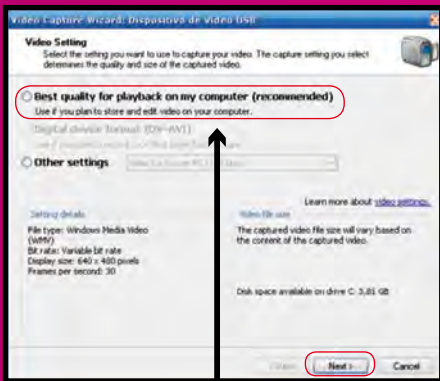 Video Capture Wizard: Dispositivo de Video USB
Video Setting
Select the setting you want to use to capture your video. The capture setting you select
determines the quality and size of the captured video.
Best quality for playback on my computer (recommended)
Use if you plan to store and edit video on your computer.
Digital device format (DV-AVI)
Other settings
Learn more about video settings.
Setting details
File type: Windows Media Video
(WMV)
Bit rate: Variable bit rate
Display size: 640 x 480 pixels
Frames per second: 30
Video file size
The captured video file size will vary based
on the content of the captured video.
Disk space available on drive C: 3,81 GB
Next >
Cancel